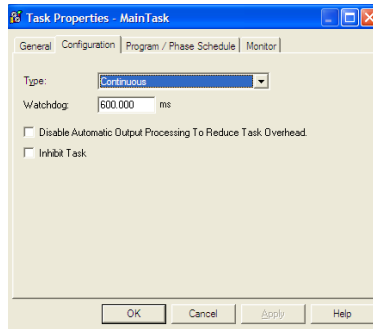 Task Properties - MainTask
General Configuration Program / Phase Schedule Monitor
Type: Continuous
Watchdog: 600.000 ms
Disable Automatic Output Processing To Reduce Task Overhead.
Inhibit Task
OK Cancel Apply Help